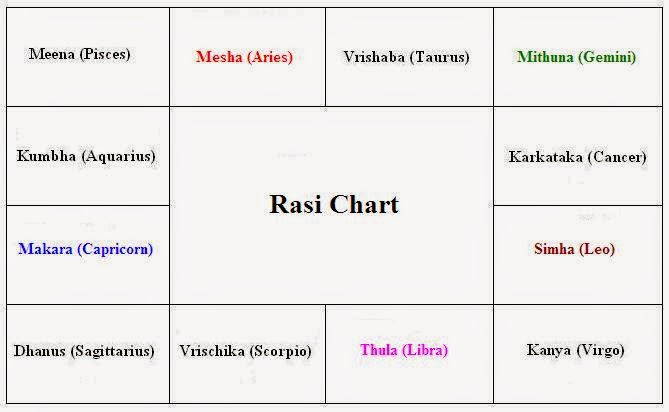 Meena (Pisces)
Mesha (Aries)
Vrishaba (Taurus)
Mithuna (Gemini)
Kumbha (Aquarius)
Karkataka (Cancer)
Rasi Chart
Makara (Capricorn)
Simha (Leo)
Dhanus (Sagittarius)
Vrischika (Scorpio)
Thula (Libra)
Kanya (Virgo)